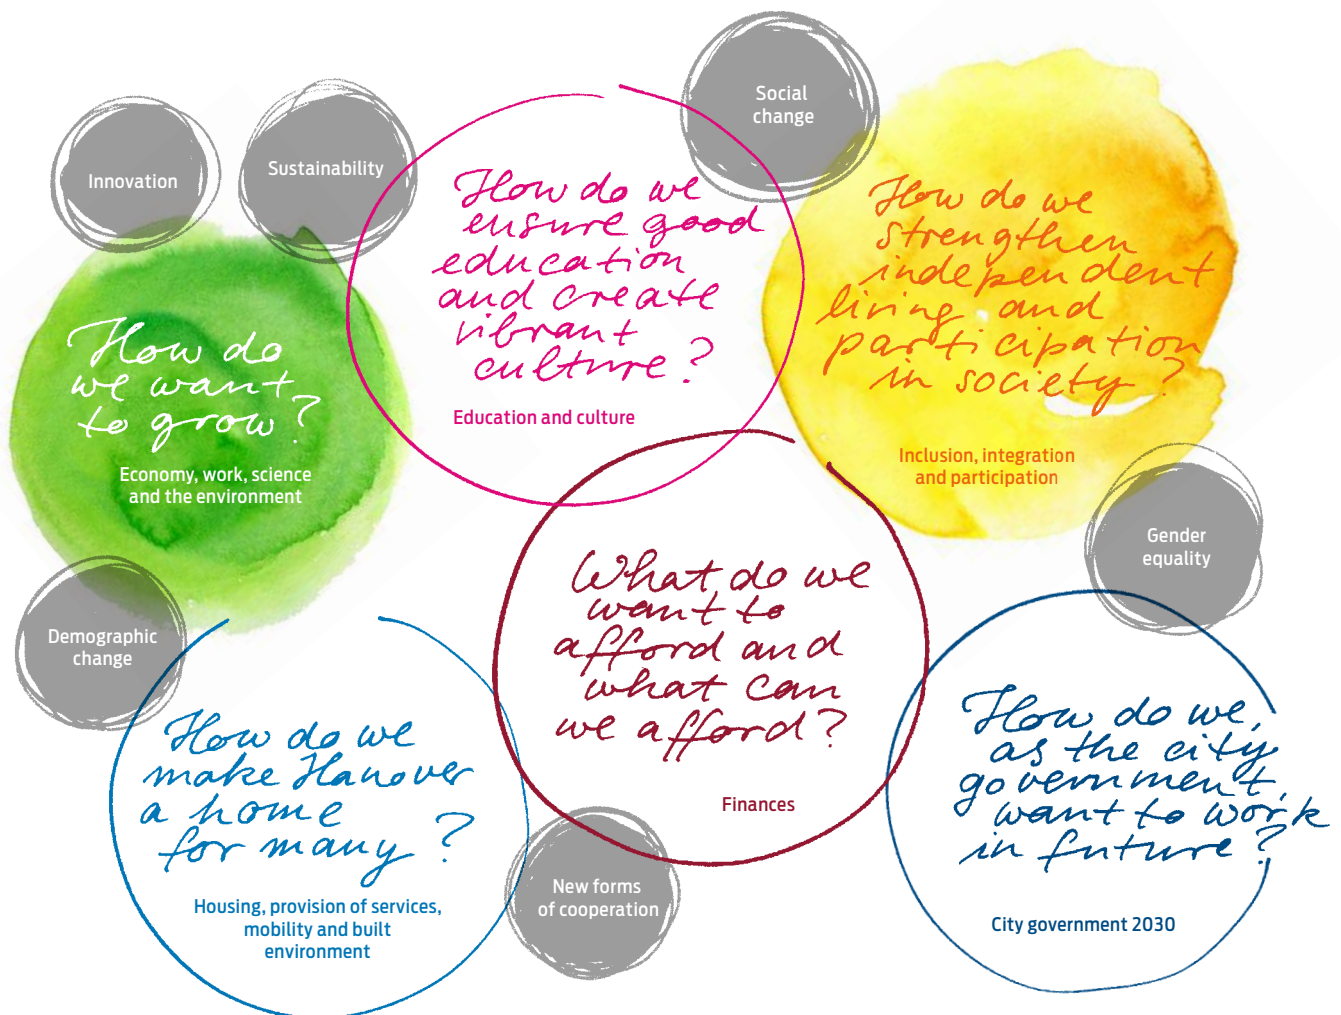 Innovation
Sustainability
Social
change
How do we
ensure good
education
and create
vibrant
culture?
Education and culture
How do we
strengthen
independent
living and
participation
in society?
Inclusion, integration
and participation
How do
we want
to grow?
Economy, work, science
and the environment
Gender
equality
Demographic
change
What do we
want to
afford and
what can
we afford?
Finances
How do we
make Hanover
a home
for many?
Housing, provision of services,
mobility and built
environment
New forms
of cooperation
How do we,
as the city
government,
want to work
in future?
City government 2030